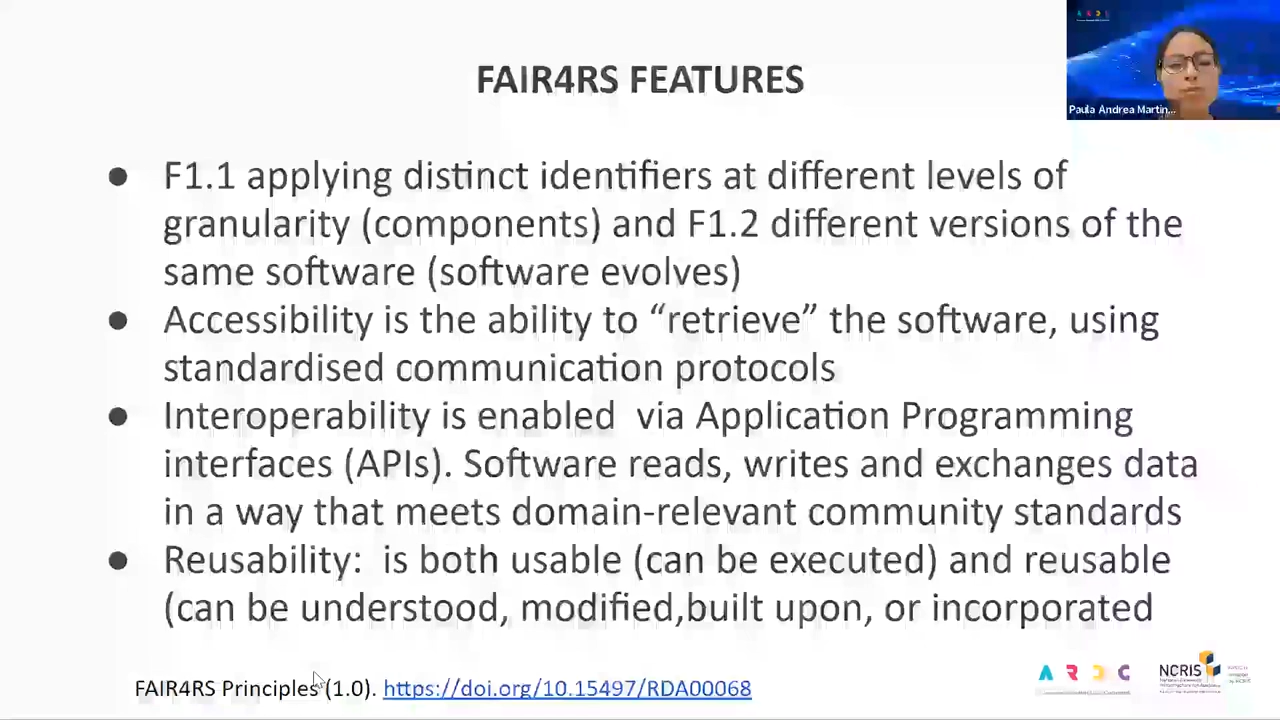 FAIR4RS FEATURES
Paula Andrea Martin...
● F1.1 applying distinct identifiers at different levels of
granularity (components) and F1.2 different versions of the
same software (software evolves)
● Accessibility is the ability to “retrieve” the software, using
standardised communication protocols
● Interoperability is enabled via Application Programming
interfaces (APIs). Software reads, writes and exchanges data
in a way that meets domain-relevant community standards
● Reusability: is both usable (can be executed) and reusable
(can be understood, modified,built upon, or incorporated
FAIR4RS Principles (1.0). https://doi.org/10.15497/RDA00068
ARDC
NCRIS